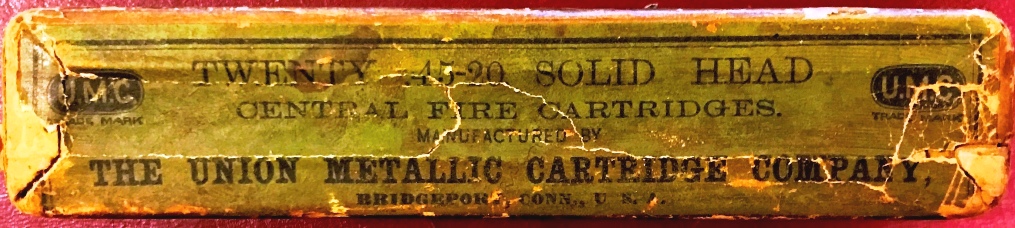 TWENTY .45-20 SOLID HEAD
CENTRAL FIRE CARTRIDGES.
MANUFACTURED BY
THE UNION METALLIC CARTRIDGE COMPANY,
BRIDGEPORT, CONN., U. S. A.
U.M.C.
TRADE MARK
U.M.C.
TRADE MARK